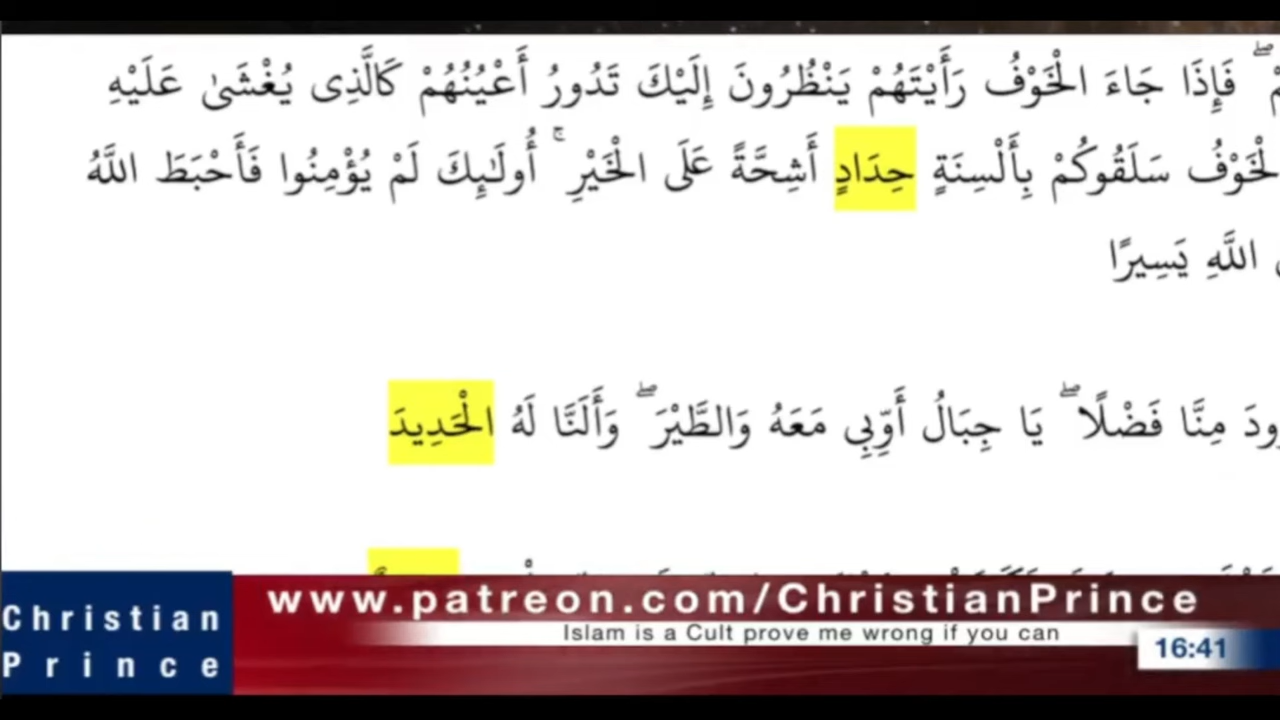 فَإِذَا جَاءَ الْخَوْفُ رَأَيْتَهُمْ يَنْظُرُونَ إِلَيْكَ تَدُورُ أَعْيُنُهُمْ كَالَّذِى يُغْشَىٰ عَلَيْهِ
الْخَوْفُ سَلَقُوكُمْ بِأَلْسِنَةٍ حِدَادٍ أَشِحَّةً عَلَى الْخَيْرِ ۚ أُولَـٰئِكَ لَمْ يُؤْمِنُوا فَأَحْبَطَ اللَّهُ
اللَّهِ يَسِيرًا
مِنَّا فَضْلًا ۖ يَا جِبَالُ أَوِّبِى مَعَهُ وَالطَّيْرَ ۖ وَأَلَنَّا لَهُ الْحَدِيدَ
www.patreon.com/ChristianPrince
Christian
Prince
Islam is a Cult prove me wrong if you can
16:41